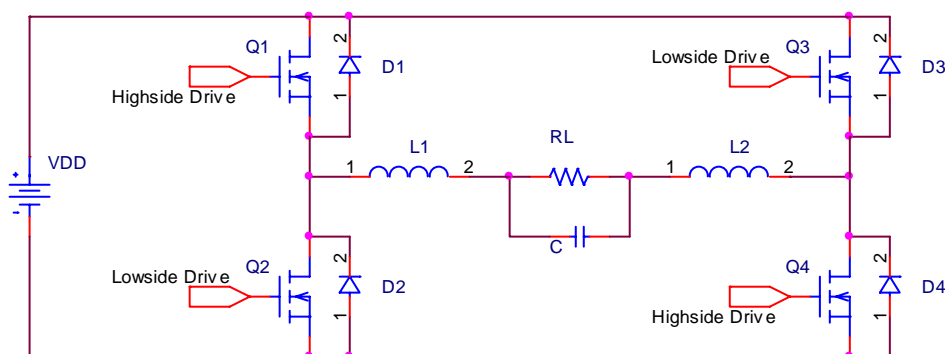 Q1
2
D1
1
Highside Drive
Lowside Drive
Q3
2
D3
1
VDD
+
-
1
L1
2
RL
C
1
L2
2
Lowside Drive
Q2
2
D2
1
Q4
2
D4
1
Highside Drive